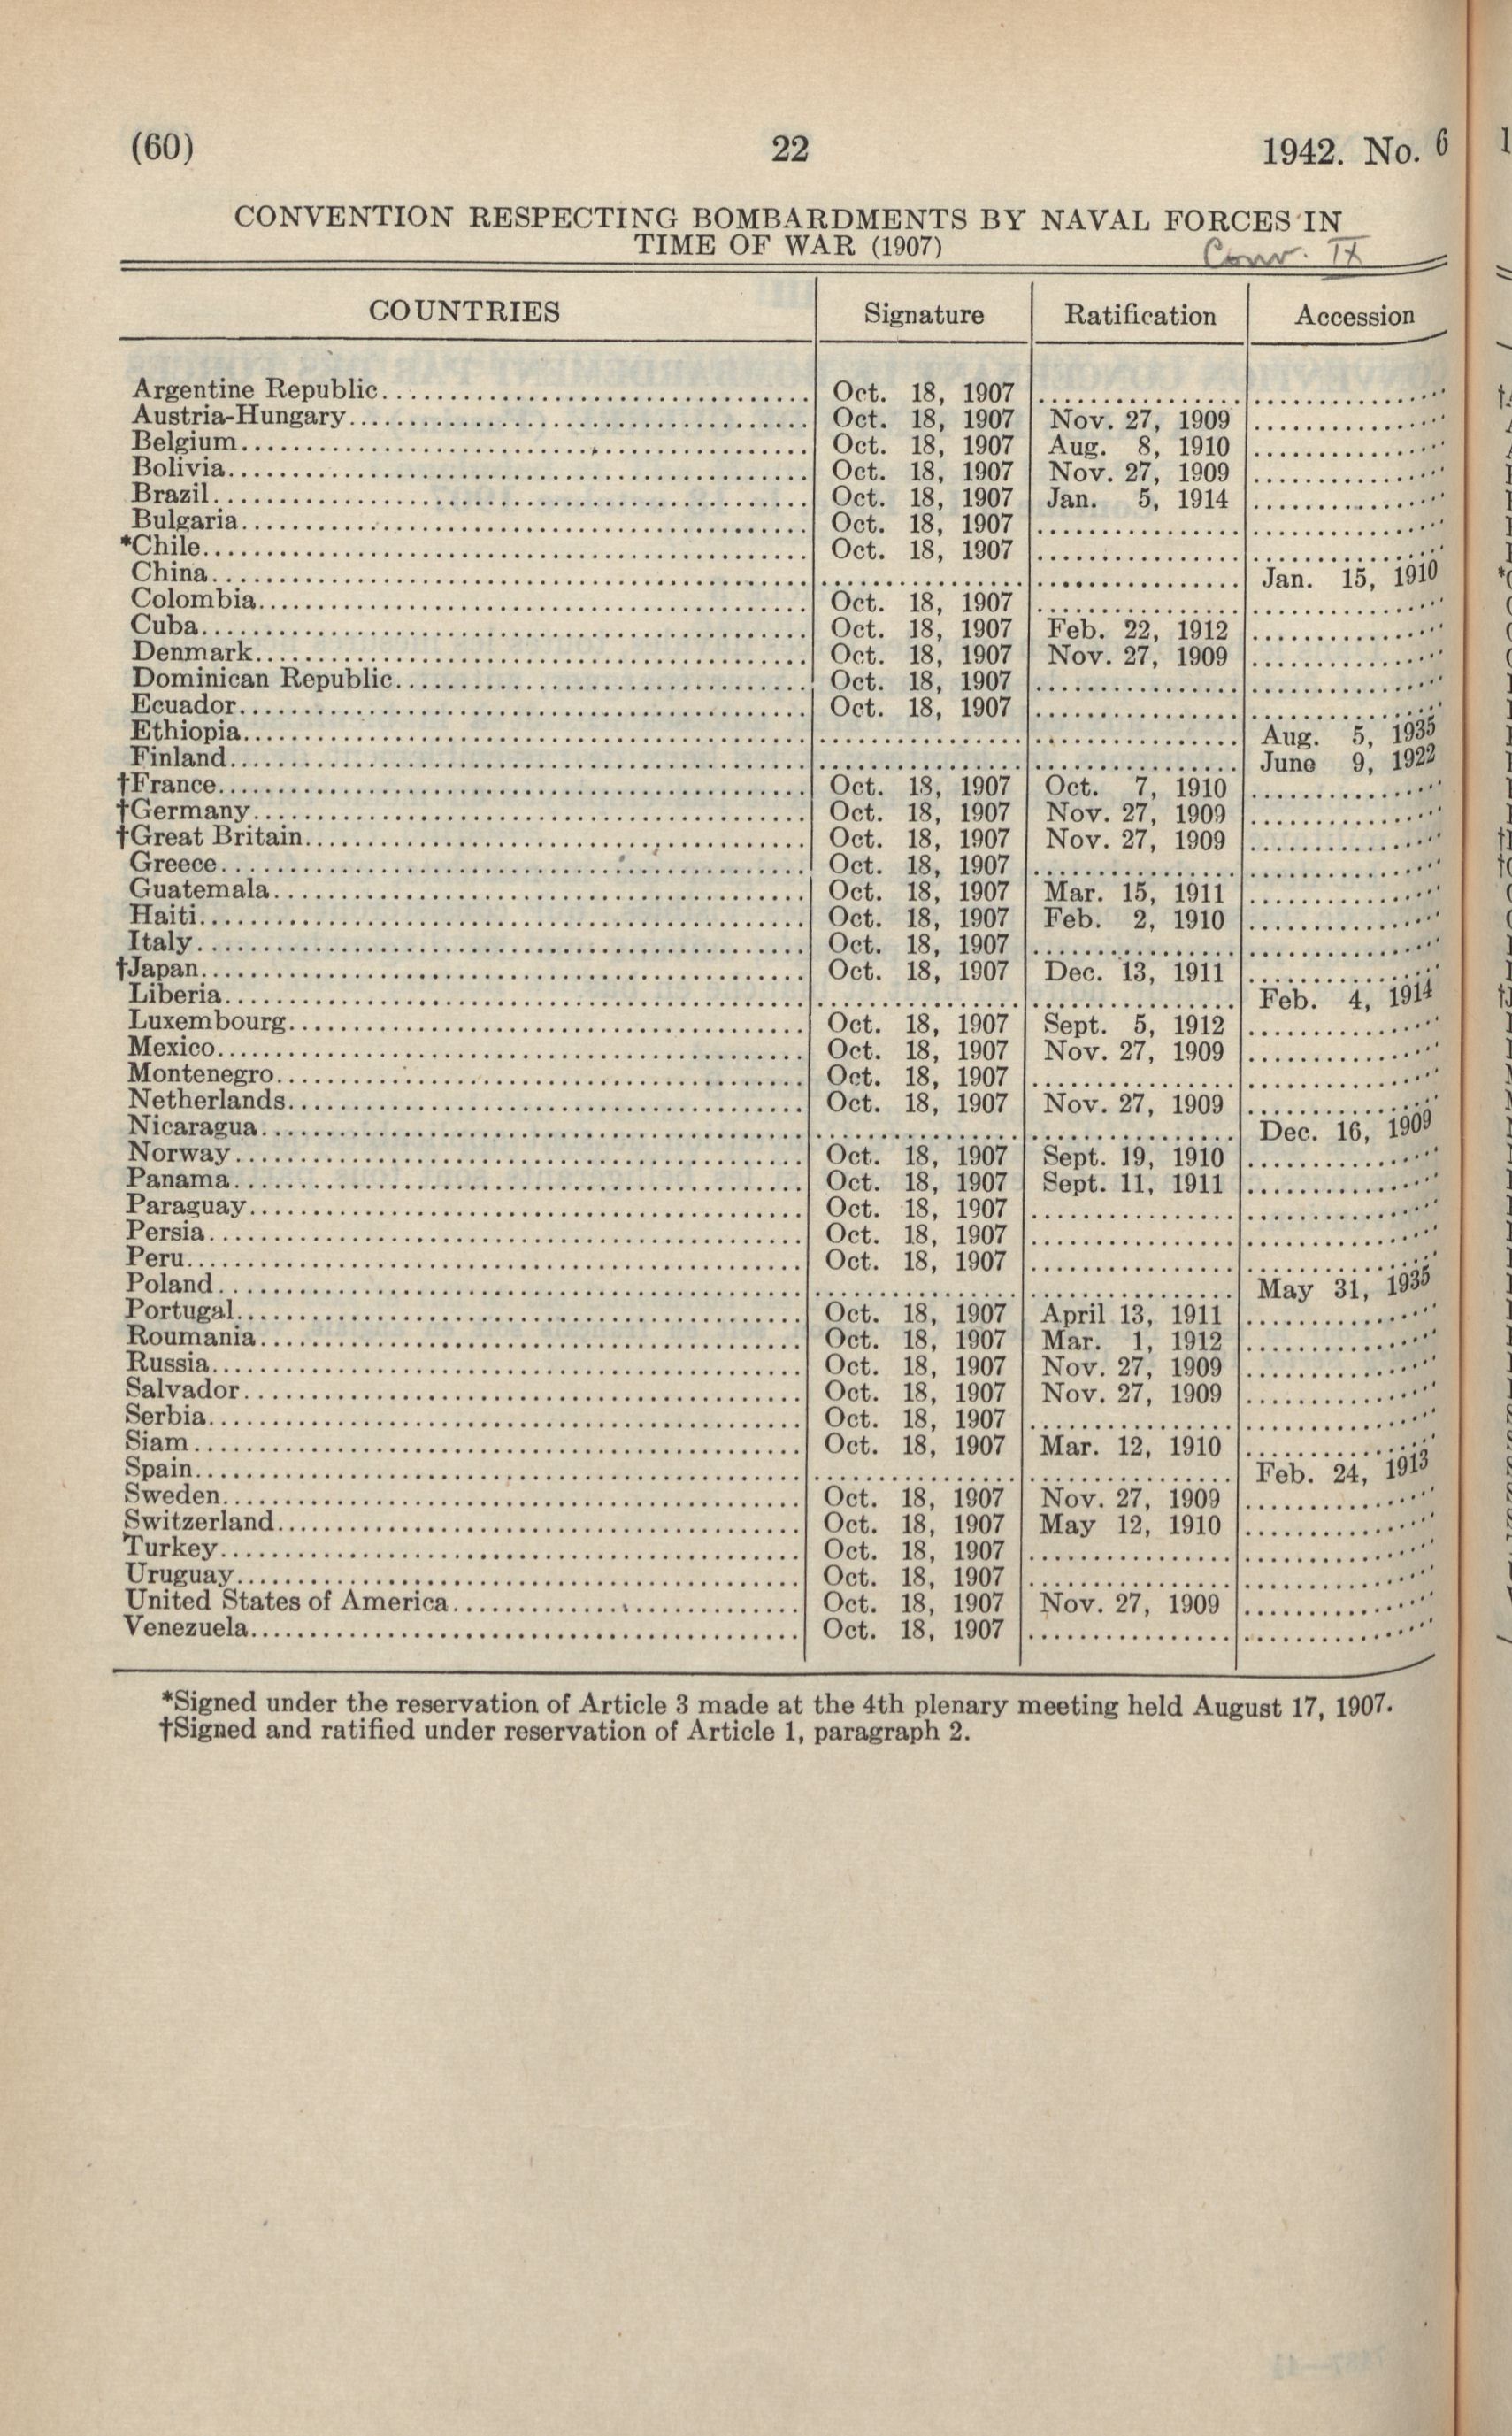 (60) 22 1942. No. 6
CONVENTION RESPECTING BOMBARDMENTS BY NAVAL FORCES IN
TIME OF WAR (1907)
Conv. IX
COUNTRIES Signature Ratification Accession
Argentine Republic Oct. 18, 1907
Austria-Hungary Oct. 18, 1907 Nov. 27, 1909
Belgium Oct. 18, 1907 Aug. 8, 1910
Bolivia Oct. 18, 1907 Nov. 27, 1909
Brazil Oct. 18, 1907 Jan. 5, 1914
Bulgaria Oct. 18, 1907
*Chile Oct. 18, 1907
China Jan. 15, 1910
Colombia Oct. 18, 1907
Cuba Oct. 18, 1907 Feb. 22, 1912
Denmark Oct. 18, 1907 Nov. 27, 1909
Dominican Republic Oct. 18, 1907
Ecuador Oct. 18, 1907
Ethiopia Aug. 5, 1935
Finland June 9, 1922
†France Oct. 18, 1907 Oct. 7, 1910
†Germany Oct. 18, 1907 Nov. 27, 1909
†Great Britain Oct. 18, 1907 Nov. 27, 1909
Greece Oct. 18, 1907
Guatemala Oct. 18, 1907 Mar. 15, 1911
Haiti Oct. 18, 1907 Feb. 2, 1910
Italy Oct. 18, 1907
†Japan Oct. 18, 1907 Dec. 13, 1911
Liberia Feb. 4, 1914
Luxembourg Oct. 18, 1907 Sept. 5, 1912
Mexico Oct. 18, 1907 Nov. 27, 1909
Montenegro Oct. 18, 1907
Netherlands Oct. 18, 1907 Nov. 27, 1909
Nicaragua Dec. 16, 1909
Norway Oct. 18, 1907 Sept. 19, 1910
Panama Oct. 18, 1907 Sept. 11, 1911
Paraguay Oct. 18, 1907
Persia Oct. 18, 1907
Peru Oct. 18, 1907
Poland May 31, 1935
Portugal Oct. 18, 1907 April 13, 1911
Roumania Oct. 18, 1907 Mar. 1, 1912
Russia Oct. 18, 1907 Nov. 27, 1909
Salvador Oct. 18, 1907 Nov. 27, 1909
Serbia Oct. 18, 1907
Siam Oct. 18, 1907 Mar. 12, 1910
Spain Feb. 24, 1913
Sweden Oct. 18, 1907 Nov. 27, 1909
Switzerland Oct. 18, 1907 May 12, 1910
Turkey Oct. 18, 1907
Uruguay Oct. 18, 1907
United States of America Oct. 18, 1907 Nov. 27, 1909
Venezuela Oct. 18, 1907
*Signed under the reservation of Article 3 made at the 4th plenary meeting held August 17, 1907.
†Signed and ratified under reservation of Article 1, paragraph 2.